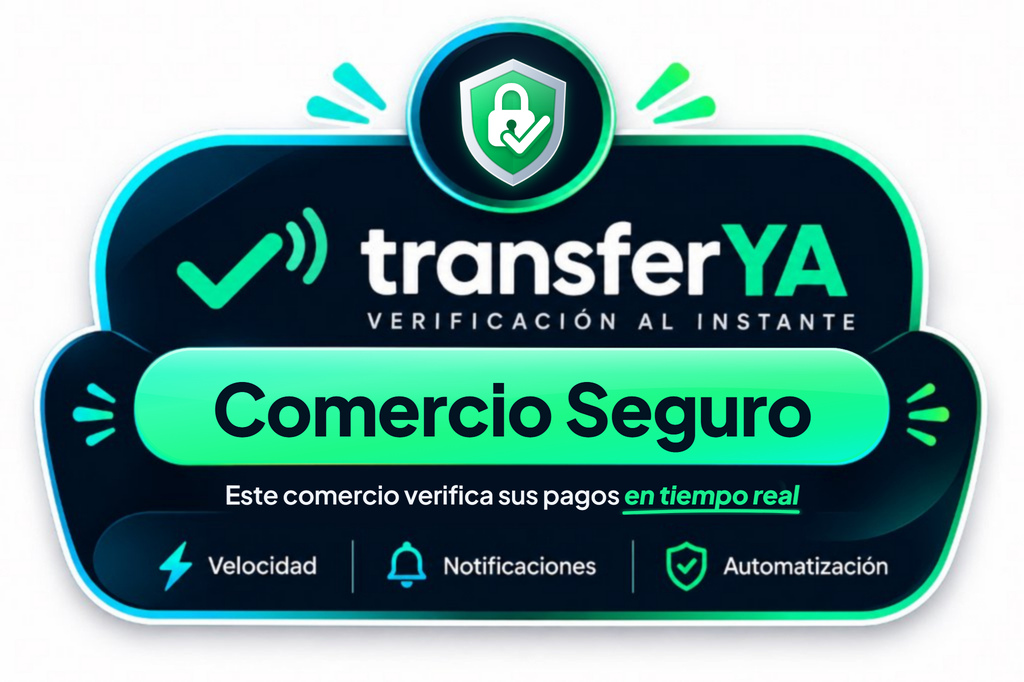 transferYA
VERIFICACIÓN AL INSTANTE
Comercio Seguro
Este comercio verifica sus pagos en tiempo real
Velocidad
Notificaciones
Automatización